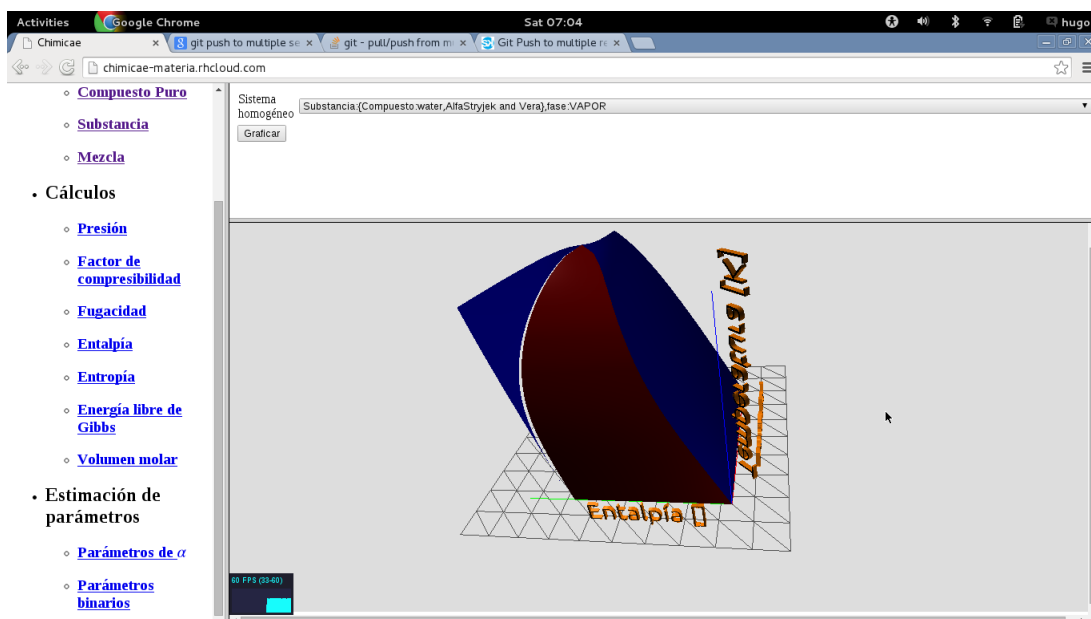 Activities
Google Chrome
Sat 07:04
hugo
Chimicae
git push to multiple se
git - pull/push from m
Git Push to multiple re
chimicae-materia.rhcloud.com
Compuesto Puro
Substancia
Mezcla
Cálculos
Presión
Factor de
compresibilidad
Fugacidad
Entalpía
Entropía
Energía libre de
Gibbs
Volumen molar
Estimación de
parámetros
Parámetros de α
Parámetros
binarios
Sistema
homogéneo
Substancia:{Compuesto:water,AlfaStryjek and Vera},fase:VAPOR
Graficar
Temperatura [K]
Entalpía []
60 FPS (33-60)